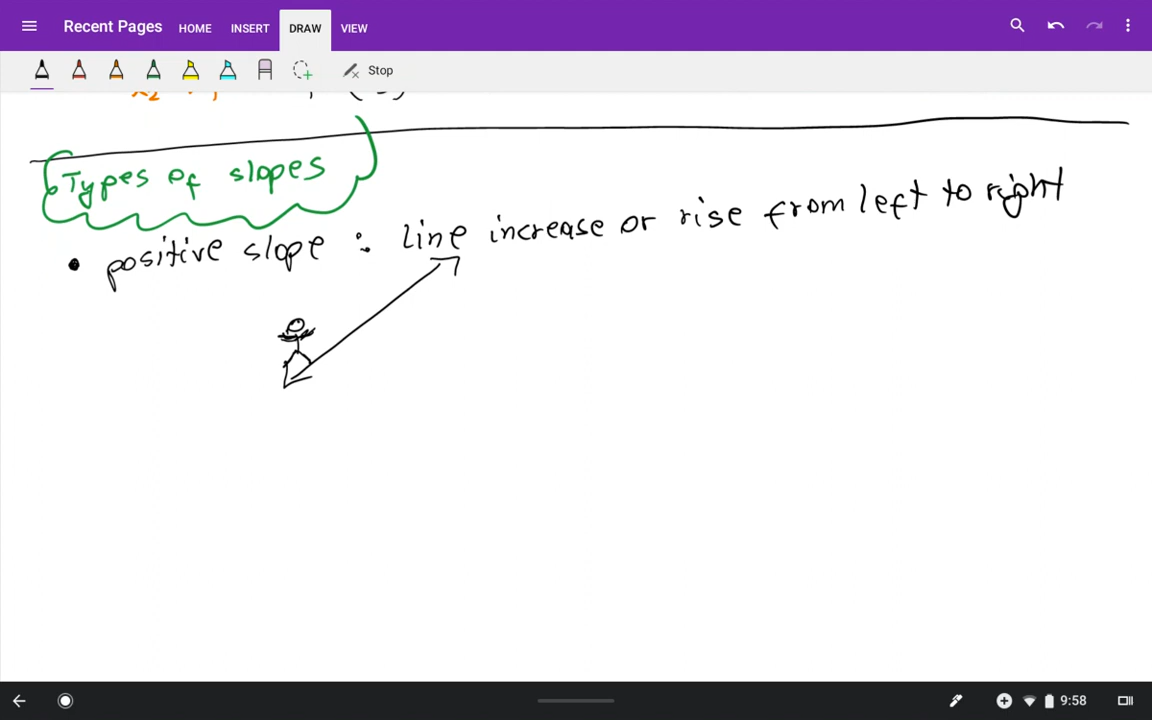 Recent Pages HOME INSERT DRAW VIEW
Stop
Types of slopes
• positive slope : line increase or rise from left to right
9:58